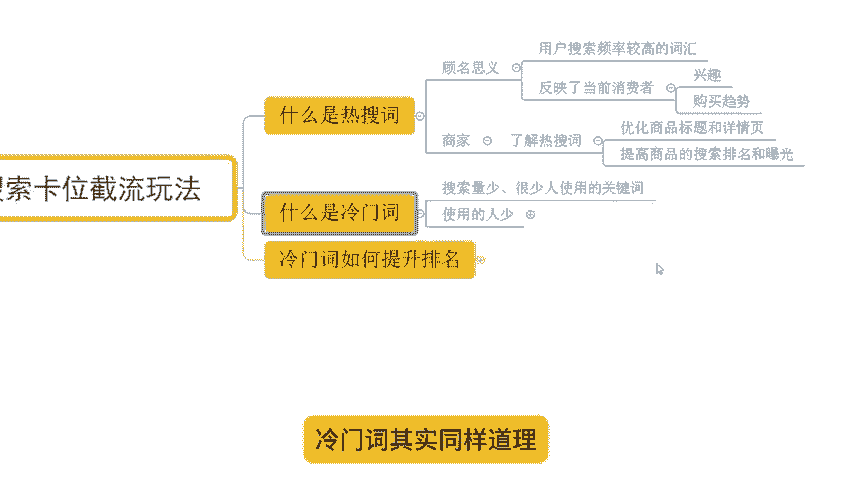 索卡位截流玩法
什么是热搜词
顾名思义
用户搜索频率较高的词汇
反映了当前消费者
兴趣
购买趋势
商家
了解热搜词
优化商品标题和详情页
提高商品的搜索排名和曝光
什么是冷门词
搜索量少、很少人使用的关键词
使用的人少
冷门词如何提升排名
冷门词其实同样道理